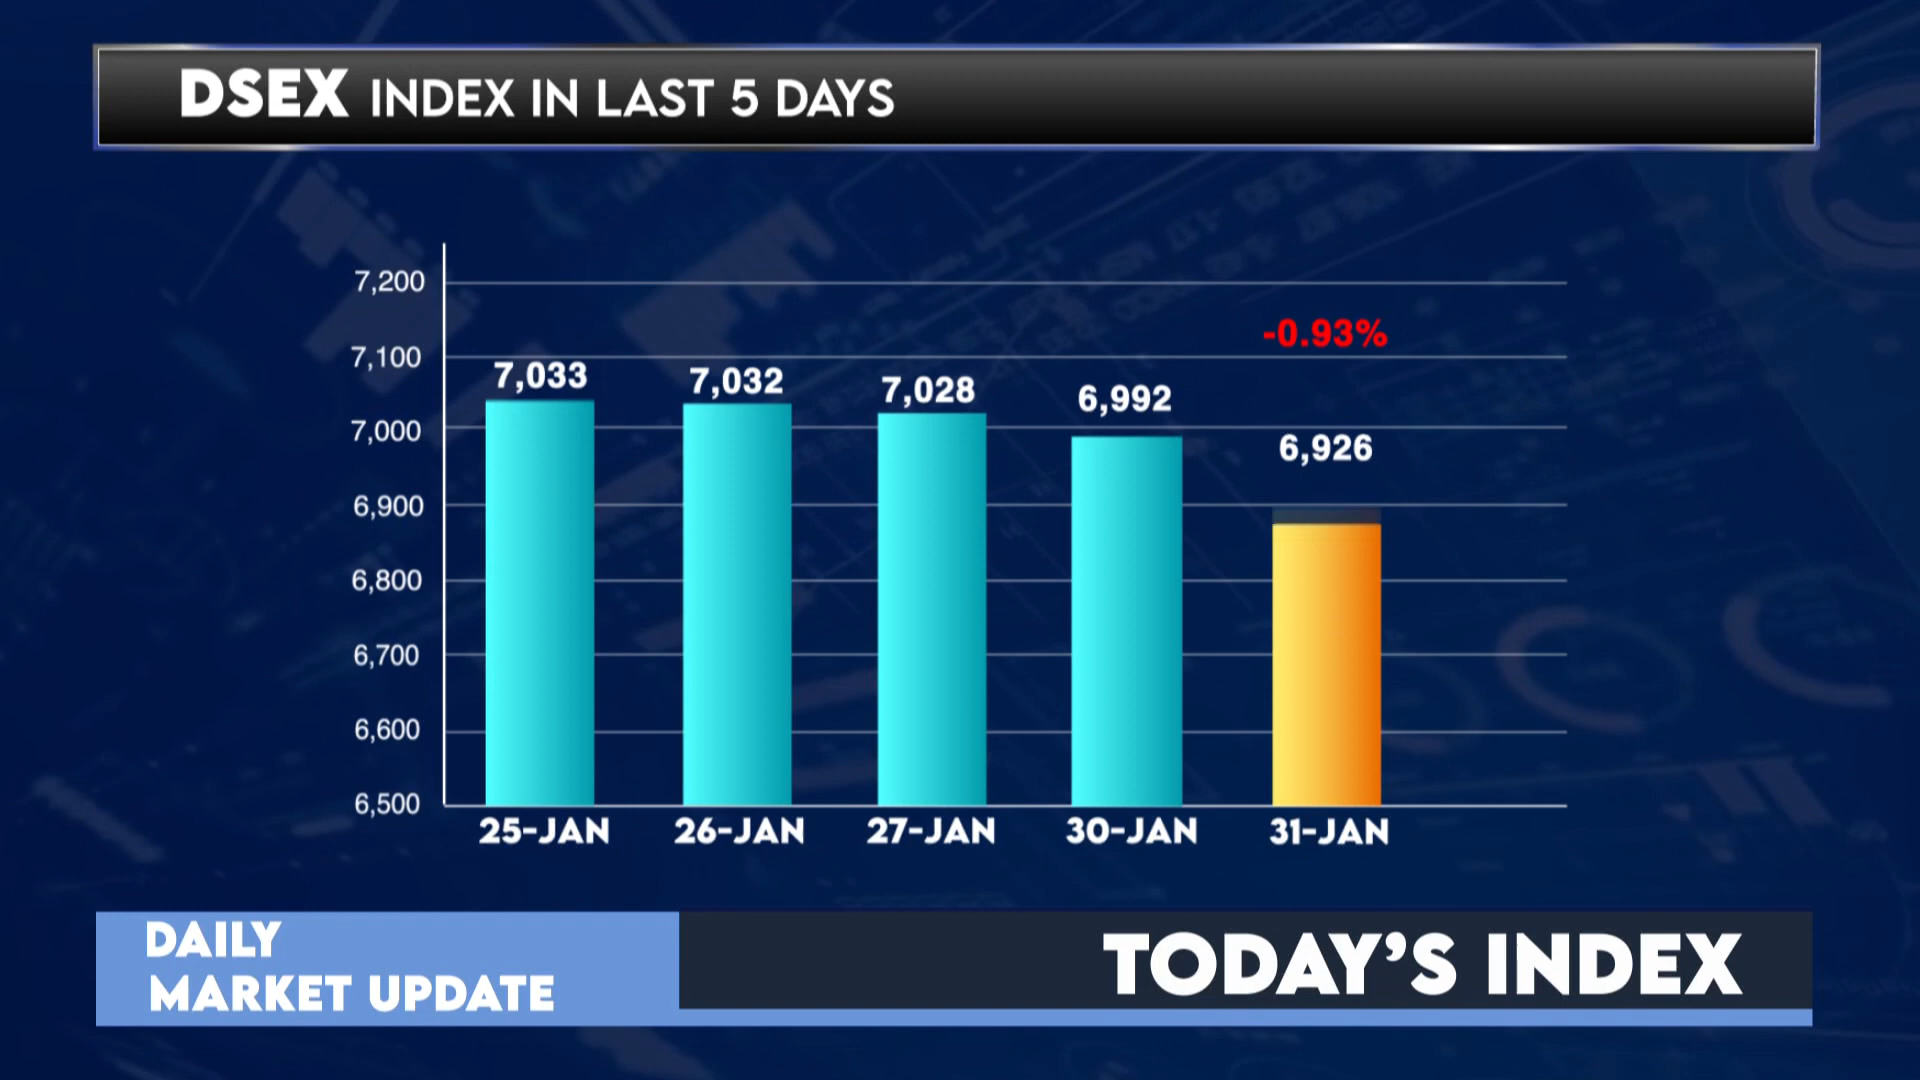 DSEX INDEX IN LAST 5 DAYS
7,200
7,100
7,000
6,900
6,800
6,700
6,600
6,500
-0.93%
7,033 7,032 7,028 6,992 6,926
25-JAN 26-JAN 27-JAN 30-JAN 31-JAN
DAILY
MARKET UPDATE
TODAY'S INDEX